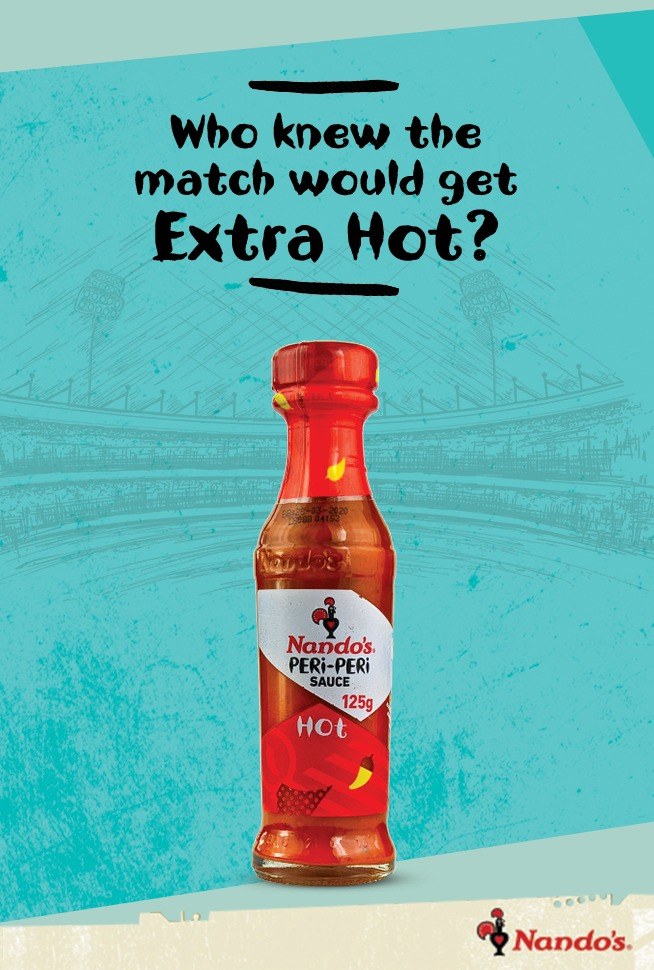 Who knew the
match would get
Extra Hot?
Nando's
Nando's.
PERi-PERi
SAUCE
125g
HOt
Nando's.